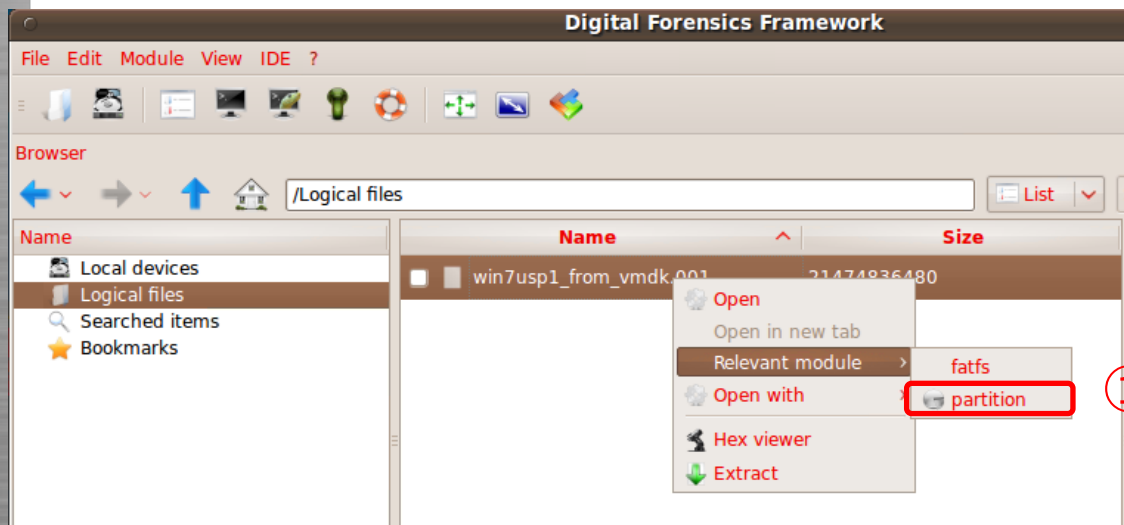 Digital Forensics Framework
File Edit Module View IDE ?
Browser
/Logical files
List
Name
Name Size
Local devices
Logical files
Searched items
Bookmarks
win7usp1_from_vmdk.001 21474836480
Open
Open in new tab
Relevant module
Open with
Hex viewer
Extract
fatfs
partition